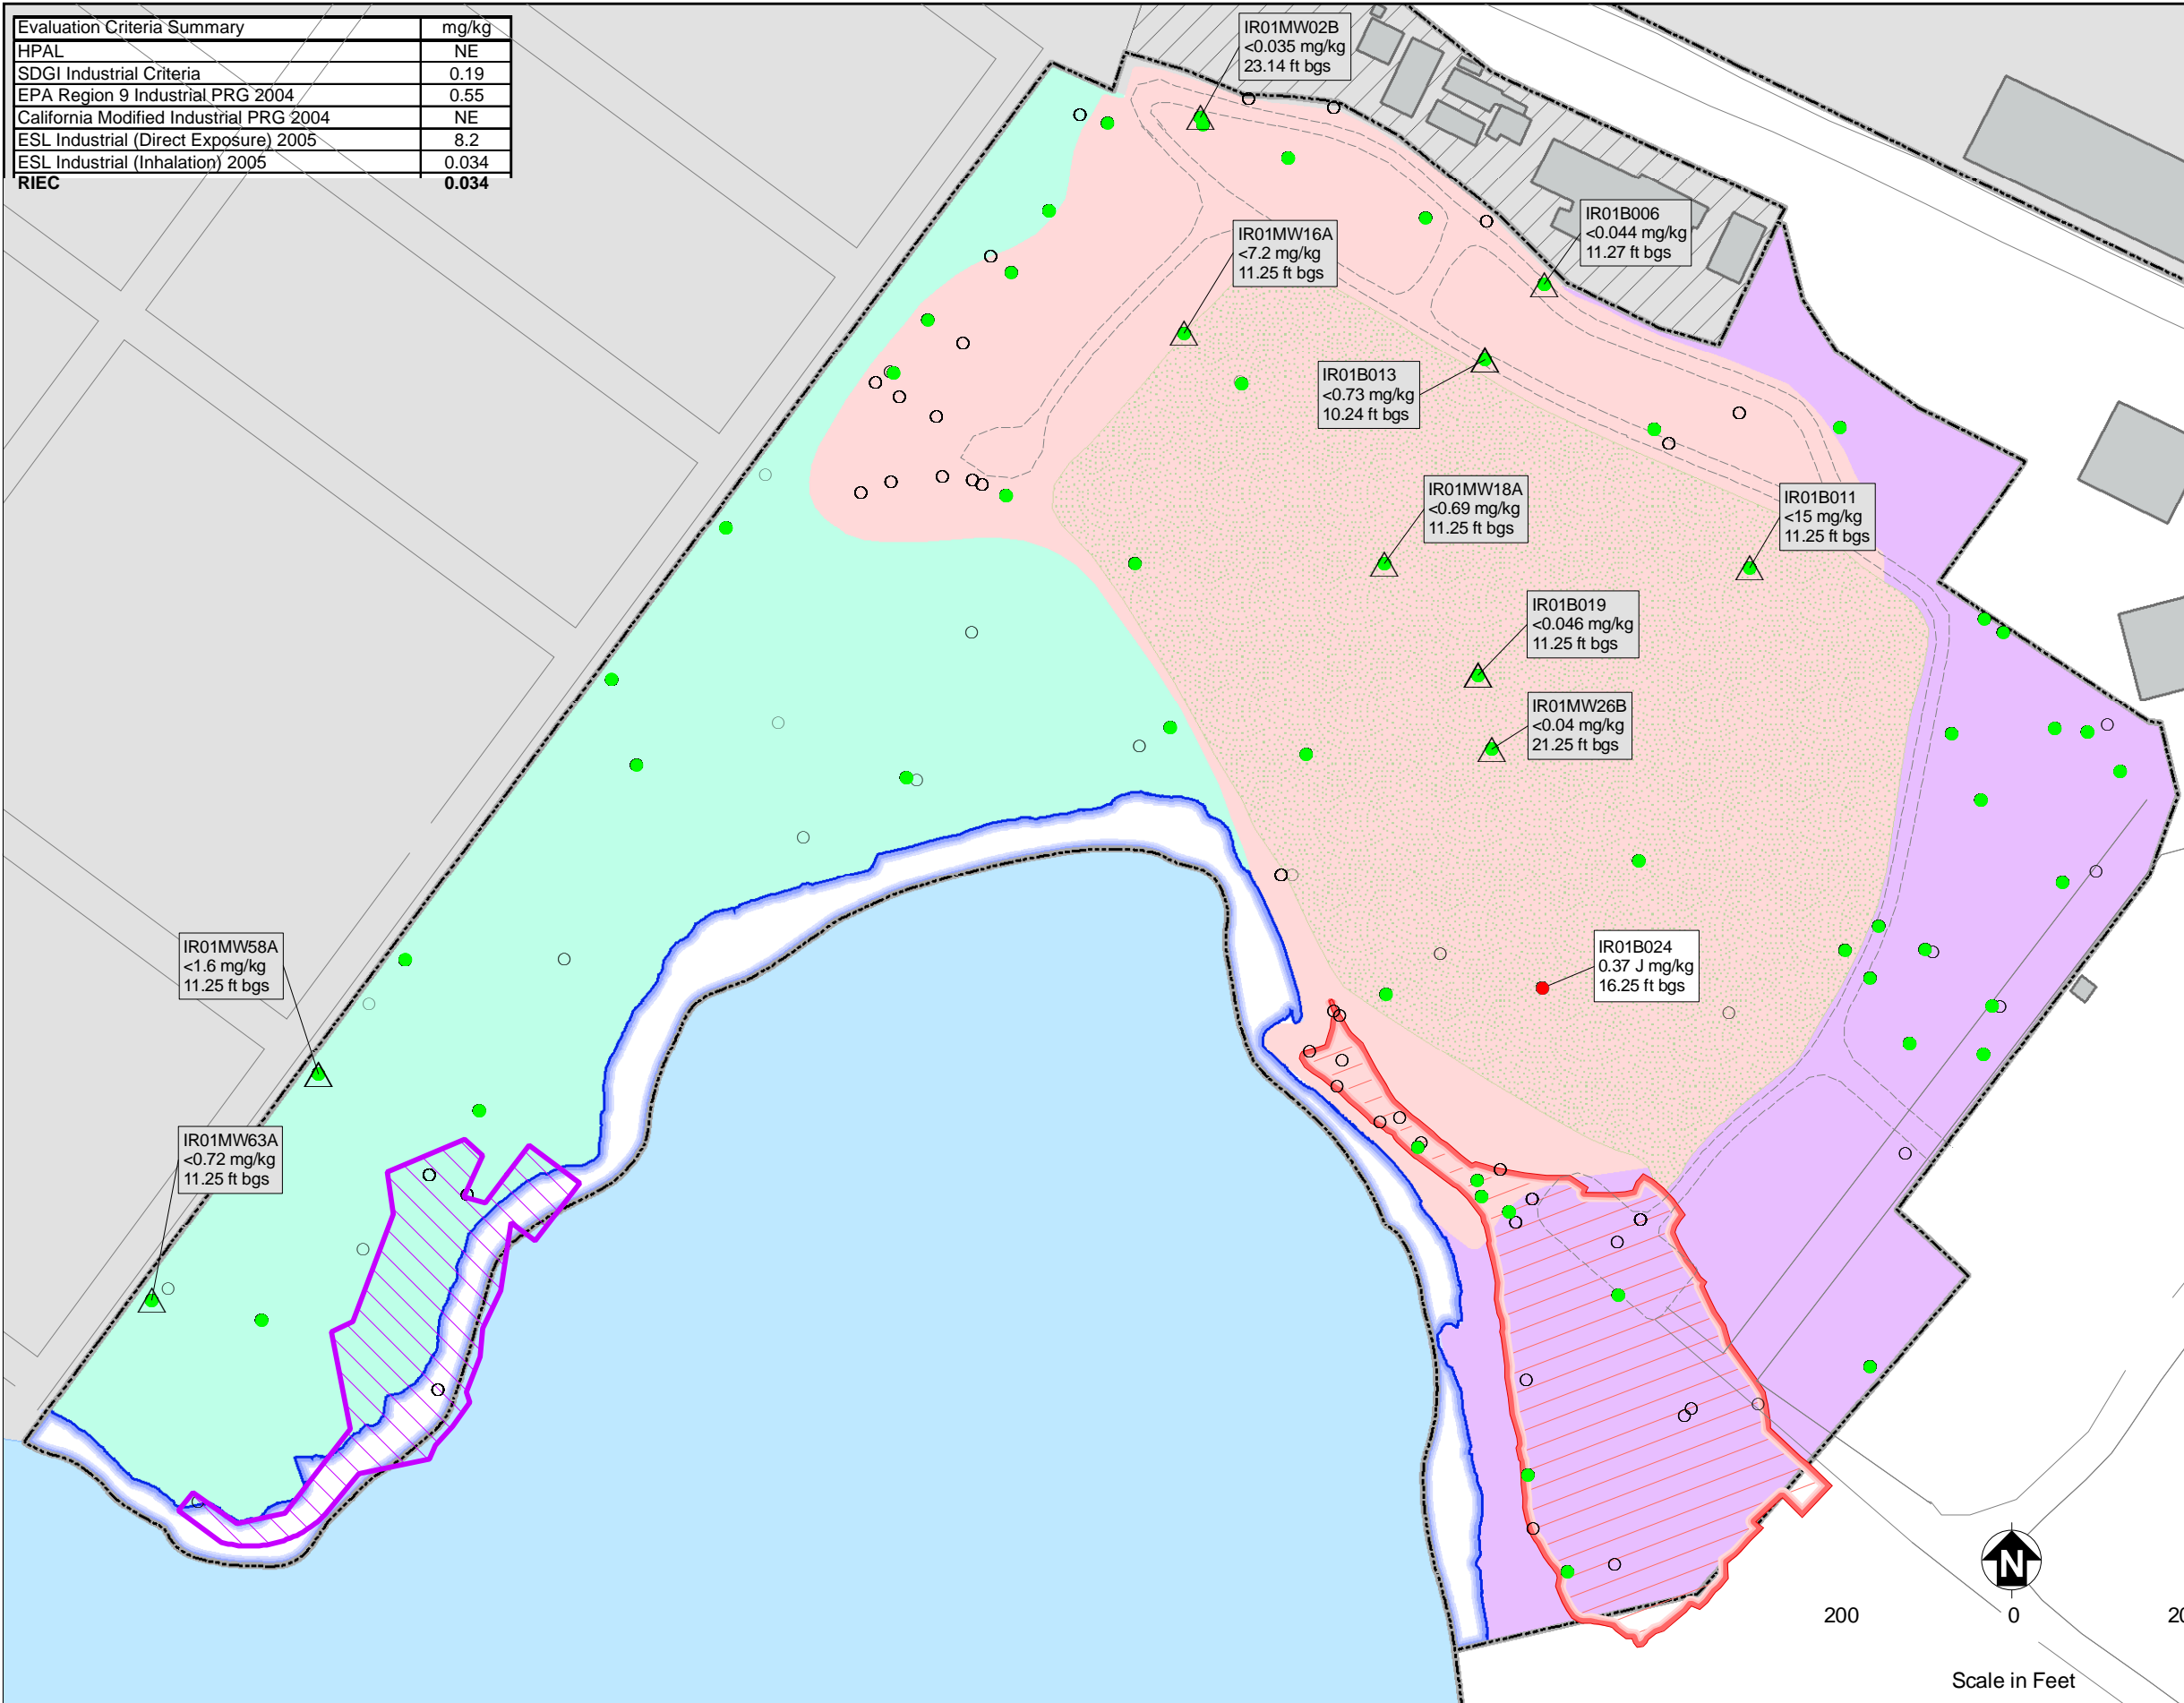 Evaluation Criteria Summary mg/kg
HPAL NE
SDGI Industrial Criteria 0.19
EPA Region 9 Industrial PRG 2004 0.55
California Modified Industrial PRG 2004 NE
ESL Industrial (Direct Exposure) 2005 8.2
ESL Industrial (Inhalation) 2005 0.034
RIEC 0.034
IR01MW02B
<0.035 mg/kg
23.14 ft bgs
IR01B006
<0.044 mg/kg
11.27 ft bgs
IR01MW16A
<7.2 mg/kg
11.25 ft bgs
IR01B013
<0.73 mg/kg
10.24 ft bgs
IR01MW18A
<0.69 mg/kg
11.25 ft bgs
IR01B011
<15 mg/kg
11.25 ft bgs
IR01B019
<0.046 mg/kg
11.25 ft bgs
IR01MW26B
<0.04 mg/kg
21.25 ft bgs
IR01MW58A
<1.6 mg/kg
11.25 ft bgs
IR01B024
0.37 J mg/kg
16.25 ft bgs
IR01MW63A
<0.72 mg/kg
11.25 ft bgs
N
200 0
Scale in Feet